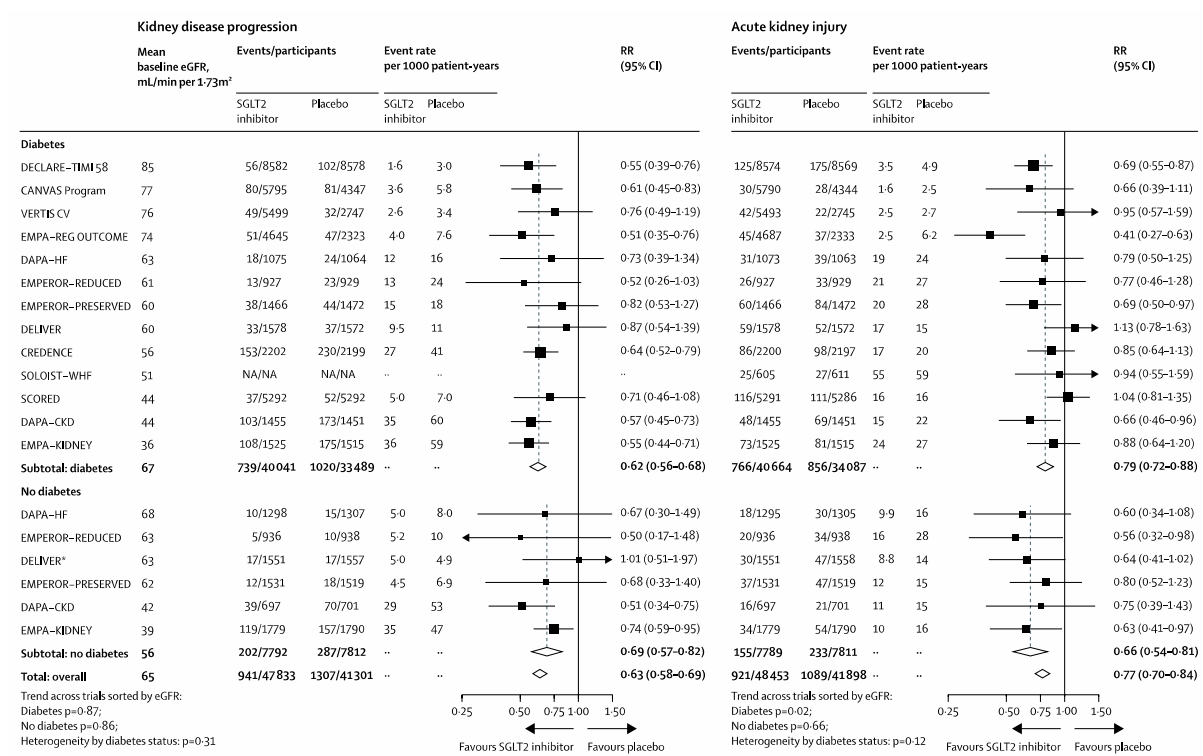 Kidney disease progression Acute kidney injury
Mean baseline eGFR, mL/min per 1·73m² Events/participants Event rate per 1000 patient-years RR (95% CI) Events/participants Event rate per 1000 patient-years RR (95% CI)
SGLT2 inhibitor Placebo SGLT2 inhibitor Placebo SGLT2 inhibitor Placebo SGLT2 inhibitor Placebo
Diabetes
DECLARE–TIMI 58 85 56/8582 102/8578 1·6 3·0 0·55 (0·39–0·76) 125/8574 175/8569 3·5 4·9 0·69 (0·55–0·87)
CANVAS Program 77 80/5795 81/4347 3·6 5·8 0·61 (0·45–0·83) 30/5790 28/4344 1·6 2·5 0·66 (0·39–1·11)
VERTIS CV 76 49/5499 32/2747 2·6 3·4 0·76 (0·49–1·19) 42/5493 22/2745 2·5 2·7 0·95 (0·57–1·59)
EMPA–REG OUTCOME 74 51/4645 47/2323 4·0 7·6 0·51 (0·35–0·76) 45/4687 37/2333 2·5 6·2 0·41 (0·27–0·63)
DAPA–HF 63 18/1075 24/1064 12 16 0·73 (0·39–1·34) 31/1073 39/1063 19 24 0·79 (0·50–1·25)
EMPEROR–REDUCED 61 13/927 23/929 13 24 0·52 (0·26–1·03) 26/927 33/929 21 27 0·77 (0·46–1·28)
EMPEROR–PRESERVED 60 38/1466 44/1472 15 18 0·82 (0·53–1·27) 60/1466 84/1472 20 28 0·69 (0·50–0·97)
DELIVER 60 33/1578 37/1572 9·5 11 0·87 (0·54–1·39) 59/1578 52/1572 17 15 1·13 (0·78–1·63)
CREDENCE 56 153/2202 230/2199 27 41 0·64 (0·52–0·79) 86/2200 98/2197 17 20 0·85 (0·64–1·13)
SOLOIST–WHF 51 NA/NA NA/NA ·· ·· ·· 25/605 27/611 55 59 0·94 (0·55–1·59)
SCORED 44 37/5292 52/5292 5·0 7·0 0·71 (0·46–1·08) 116/5291 111/5286 16 16 1·04 (0·81–1·35)
DAPA–CKD 44 103/1455 173/1451 35 60 0·57 (0·45–0·73) 48/1455 69/1451 15 22 0·66 (0·46–0·96)
EMPA–KIDNEY 36 108/1525 175/1515 36 59 0·55 (0·44–0·71) 73/1525 81/1515 24 27 0·88 (0·64–1·20)
Subtotal: diabetes 67 739/40 041 1020/33 489 ·· ·· 0·62 (0·56–0·68) 766/40 664 856/34 087 ·· ·· 0·79 (0·72–0·88)
No diabetes
DAPA–HF 68 10/1298 15/1307 5·0 8·0 0·67 (0·30–1·49) 18/1295 30/1305 9·9 16 0·60 (0·34–1·08)
EMPEROR–REDUCED 63 5/936 10/938 5·2 10 0·50 (0·17–1·48) 20/936 34/938 16 28 0·56 (0·32–0·98)
DELIVER* 63 17/1551 17/1557 5·0 4·9 1·01 (0·51–1·97) 30/1551 47/1558 8·8 14 0·64 (0·41–1·02)
EMPEROR–PRESERVED 62 12/1531 18/1519 4·5 6·9 0·68 (0·33–1·40) 37/1531 47/1519 12 15 0·80 (0·52–1·23)
DAPA–CKD 42 39/697 70/701 29 53 0·51 (0·34–0·75) 16/697 21/701 11 15 0·75 (0·39–1·43)
EMPA–KIDNEY 39 119/1779 157/1790 35 47 0·74 (0·59–0·95) 34/1779 54/1790 10 16 0·63 (0·41–0·97)
Subtotal: no diabetes 56 202/7792 287/7812 ·· ·· 0·69 (0·57–0·82) 155/7789 233/7811 ·· ·· 0·66 (0·54–0·81)
Total: overall 65 941/47 833 1307/41 301 ·· ·· 0·63 (0·58–0·69) 921/48 453 1089/41 898 ·· ·· 0·77 (0·70–0·84)
Trend across trials sorted by eGFR: Trend across trials sorted by eGFR:
Diabetes p=0·87; 0·25 0·50 0·75 1·00 1·50 Diabetes p=0·02; 0·25 0·50 0·75 1·00 1·50
No diabetes p=0·86; No diabetes p=0·66;
Heterogeneity by diabetes status: p=0·31 Favours SGLT2 inhibitor Favours placebo Heterogeneity by diabetes status: p=0·12 Favours SGLT2 inhibitor Favours placebo